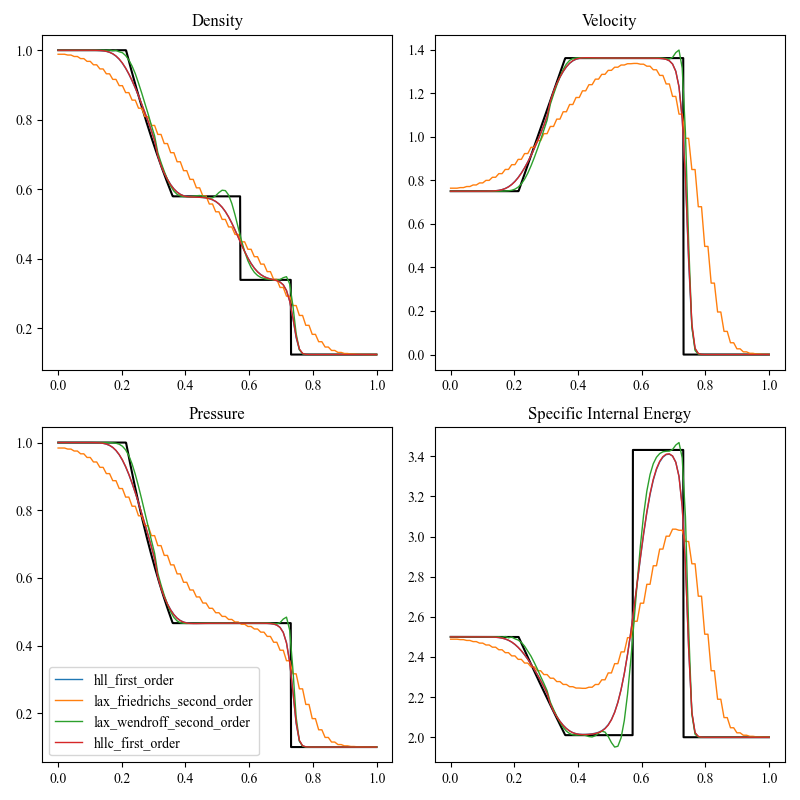 Density
1.0
0.8
0.6
0.4
0.2
0.0 0.2 0.4 0.6 0.8 1.0
Velocity
1.4
1.2
1.0
0.8
0.6
0.4
0.2
0.0
0.0 0.2 0.4 0.6 0.8 1.0
Pressure
1.0
0.8
0.6
0.4
0.2
hll_first_order
lax_friedrichs_second_order
lax_wendroff_second_order
hllc_first_order
0.0 0.2 0.4 0.6 0.8 1.0
Specific Internal Energy
3.4
3.2
3.0
2.8
2.6
2.4
2.2
2.0
0.0 0.2 0.4 0.6 0.8 1.0